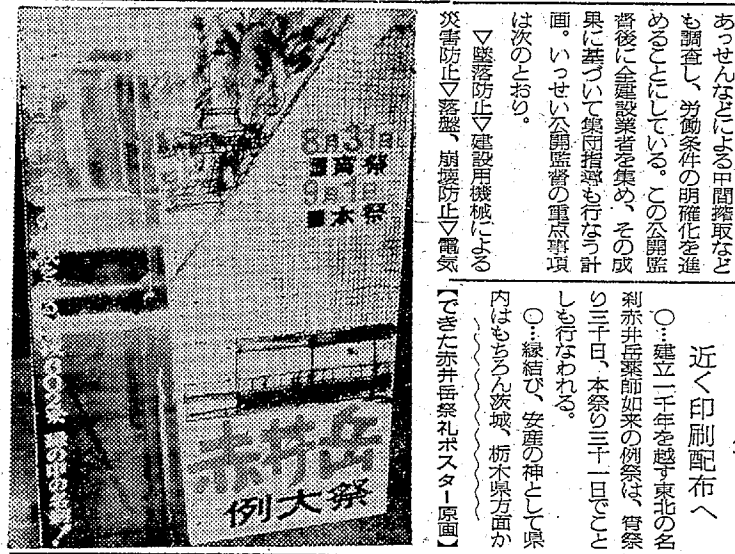 あっせんなどによる中間搾取など
も調査し、労働条件の明確化を進
めることにしている。この公開監
督後に全建設業者を集め、その成
果に基づいて集団指導も行なう計
画。いっせい公開監督の重点事項
は次のとおり。
▽墜落防止▽建設用機械による
災害防止▽落盤、崩壊防止▽電気
近く印刷配布へ
○…建立一千年を越す東北の名
刹赤井岳薬師如来の例祭は、宵祭
り三十日、本祭り三十一日でこと
しも行なわれる。
○…縁結び、安産の神として県
内はもちろん茨城、栃木県方面か
【できた赤井岳祭礼ポスター原画】
8月31日
宵祭
9月1日
本祭
赤井岳
例大祭